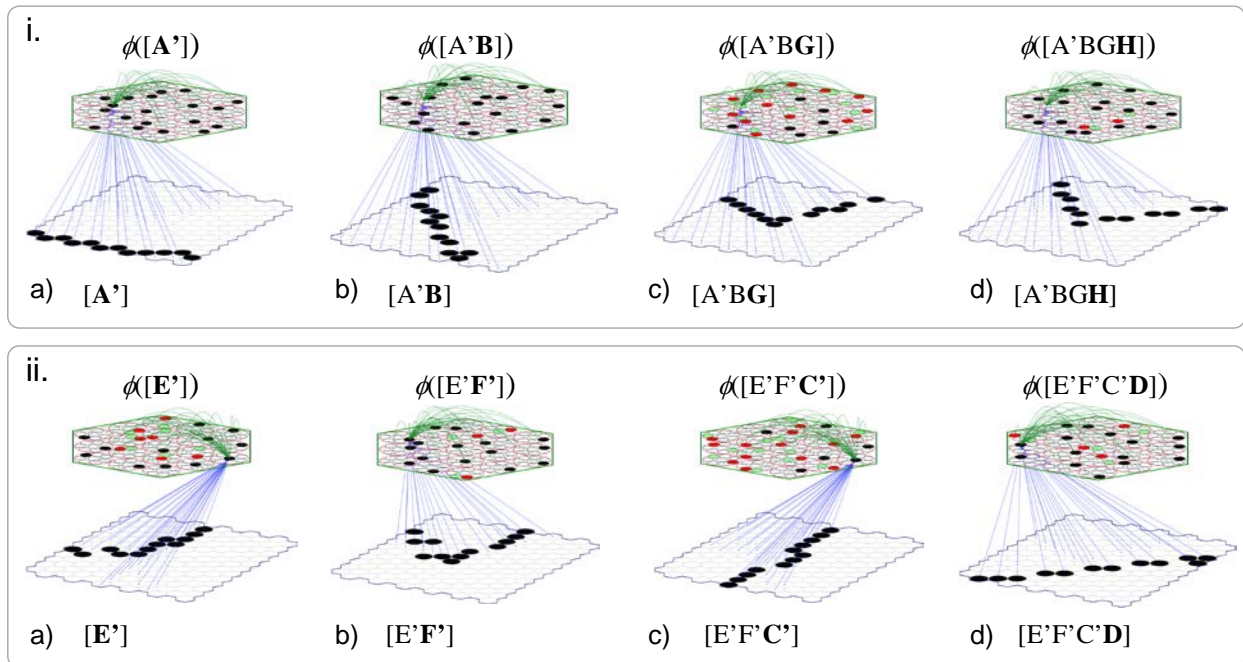 i.
ϕ([A’]) ϕ([A’B]) ϕ([A’BG]) ϕ([A’BGH])
a) [A’] b) [A’B] c) [A’BG] d) [A’BGH]
ii.
ϕ([E’]) ϕ([E'F’]) ϕ([E'F'C’]) ϕ([E'F'C'D])
a) [E’] b) [E'F’] c) [E'F'C’] d) [E'F'C'D]